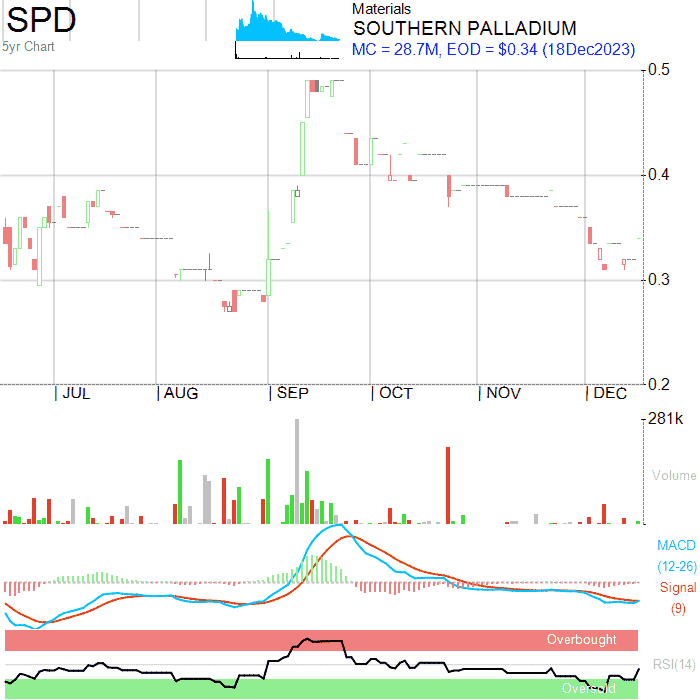 SPD
5yr Chart
Materials
SOUTHERN PALLADIUM
MC = 28.7M, EOD = $0.34 (18Dec2023)
0.5
0.4
0.3
0.2
JUL
AUG
SEP
OCT
NOV
DEC
281k
Volume
MACD
(12-26)
Signal
(9)
Overbought
RSI(14)
Oversold